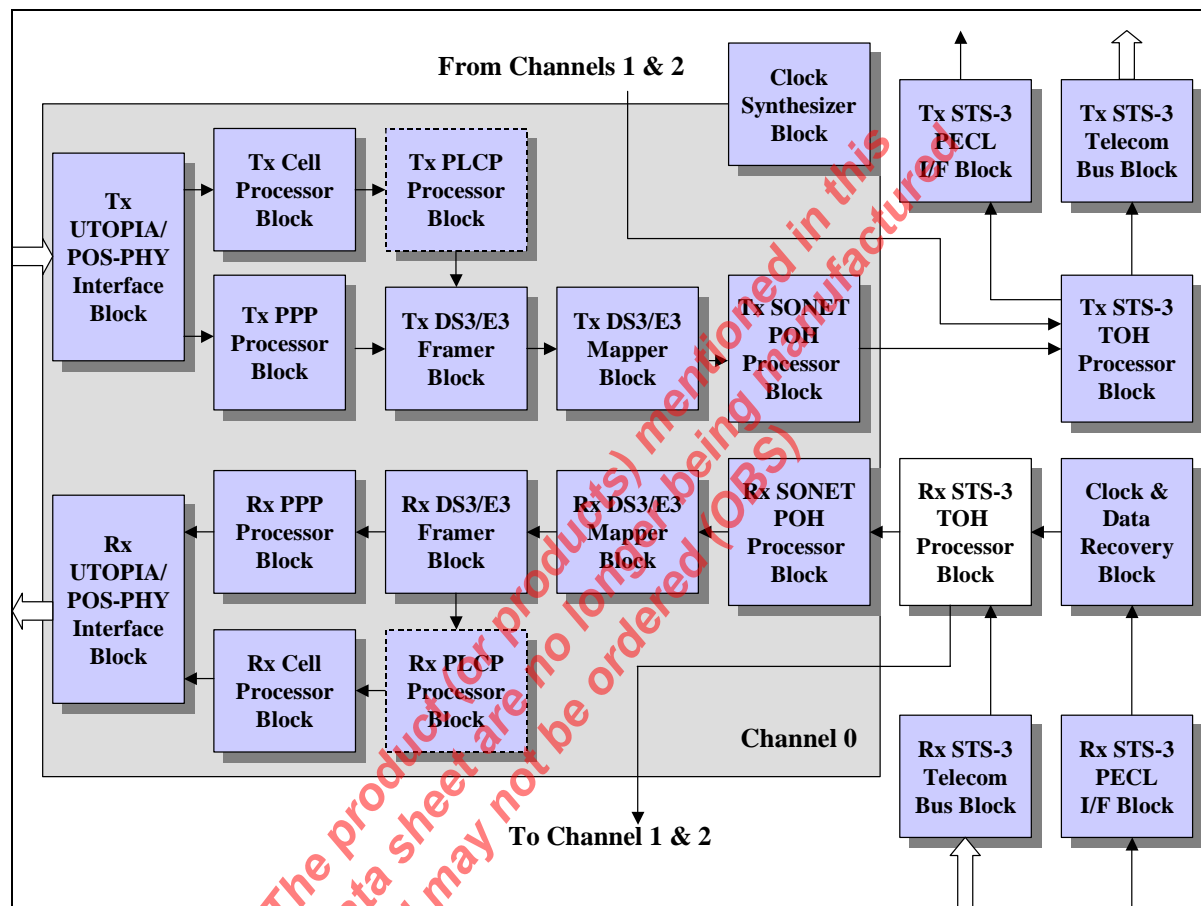 From Channels 1 & 2
Clock
Synthesizer
Block
Tx STS-3
PECL
I/F Block
Tx STS-3
Telecom
Bus Block
Tx
UTOPIA/
POS-PHY
Interface
Block
Tx Cell
Processor
Block
Tx PLCP
Processor
Block
Tx PPP
Processor
Block
Tx DS3/E3
Framer
Block
Tx DS3/E3
Mapper
Block
Tx SONET
POH
Processor
Block
Tx STS-3
TOH
Processor
Block
Rx
UTOPIA/
POS-PHY
Interface
Block
Rx PPP
Processor
Block
Rx DS3/E3
Framer
Block
Rx DS3/E3
Mapper
Block
Rx SONET
POH
Processor
Block
Rx STS-3
TOH
Processor
Block
Clock &
Data
Recovery
Block
Rx Cell
Processor
Block
Rx PLCP
Processor
Block
Channel 0
Rx STS-3
Telecom
Bus Block
Rx STS-3
PECL
I/F Block
To Channel 1 & 2
The product (or products) mentioned in this
data sheet are no longer being manufactured
may not be ordered (OBS)